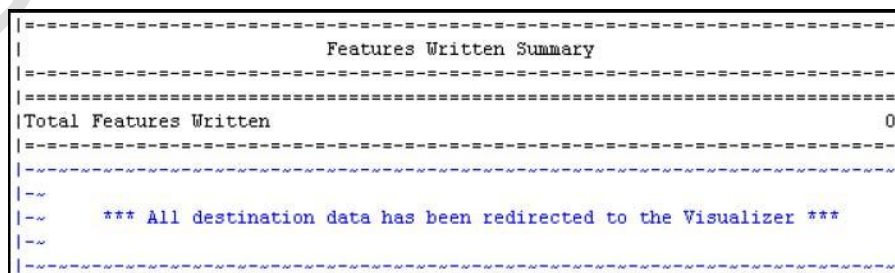 |=-=-=-=-=-=-=-=-=-=-=-=-=-=-=-=-=-=-=-=-=-=-=-=-=-=-=-=-=-=-=-=-=-=-=-=-=-=-=-
|                           Features Written Summary
|=-=-=-=-=-=-=-=-=-=-=-=-=-=-=-=-=-=-=-=-=-=-=-=-=-=-=-=-=-=-=-=-=-=-=-=-=-=-=-
|==============================================================================
|Total Features Written                                                       0
|=-=-=-=-=-=-=-=-=-=-=-=-=-=-=-=-=-=-=-=-=-=-=-=-=-=-=-=-=-=-=-=-=-=-=-=-=-=-=-
|-~-~-~-~-~-~-~-~-~-~-~-~-~-~-~-~-~-~-~-~-~-~-~-~-~-~-~-~-~-~-~-~-~-~-~-~-~-~-~
|-~
|-~     *** All destination data has been redirected to the Visualizer ***
|-~
|-~-~-~-~-~-~-~-~-~-~-~-~-~-~-~-~-~-~-~-~-~-~-~-~-~-~-~-~-~-~-~-~-~-~-~-~-~-~-~